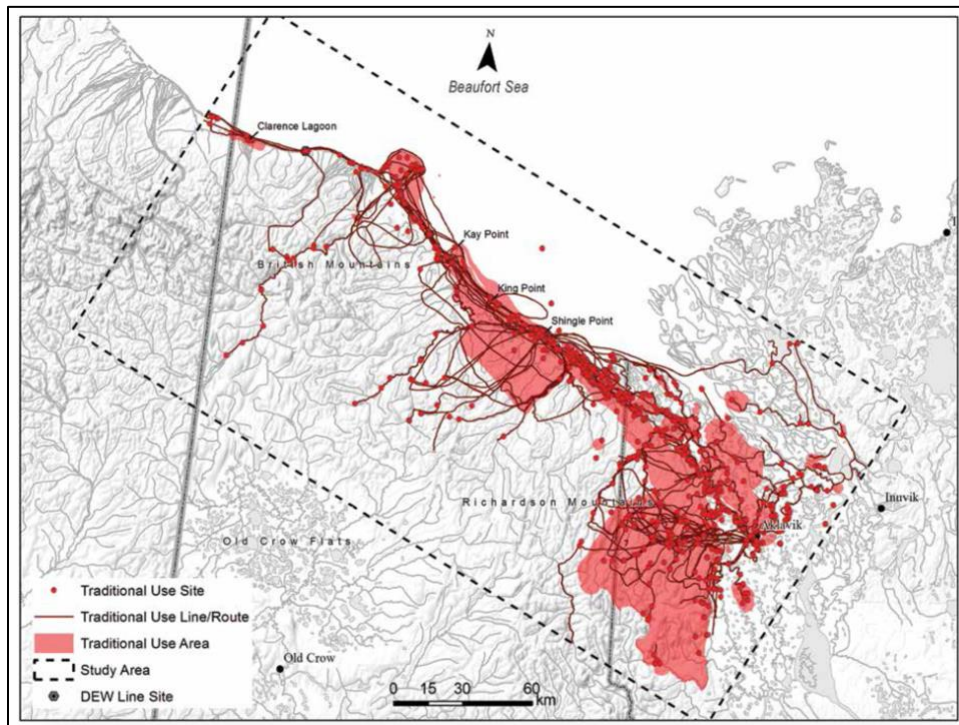 N
Beaufort Sea
Clarence Lagoon
Kay Point
British Mountains
King Point
Shingle Point
Richardson Mountains
Inuvik
Aklavik
Old Crow Flats
Old Crow
Traditional Use Site
Traditional Use Line/Route
Traditional Use Area
Study Area
DEW Line Site
0 15 30 60
km